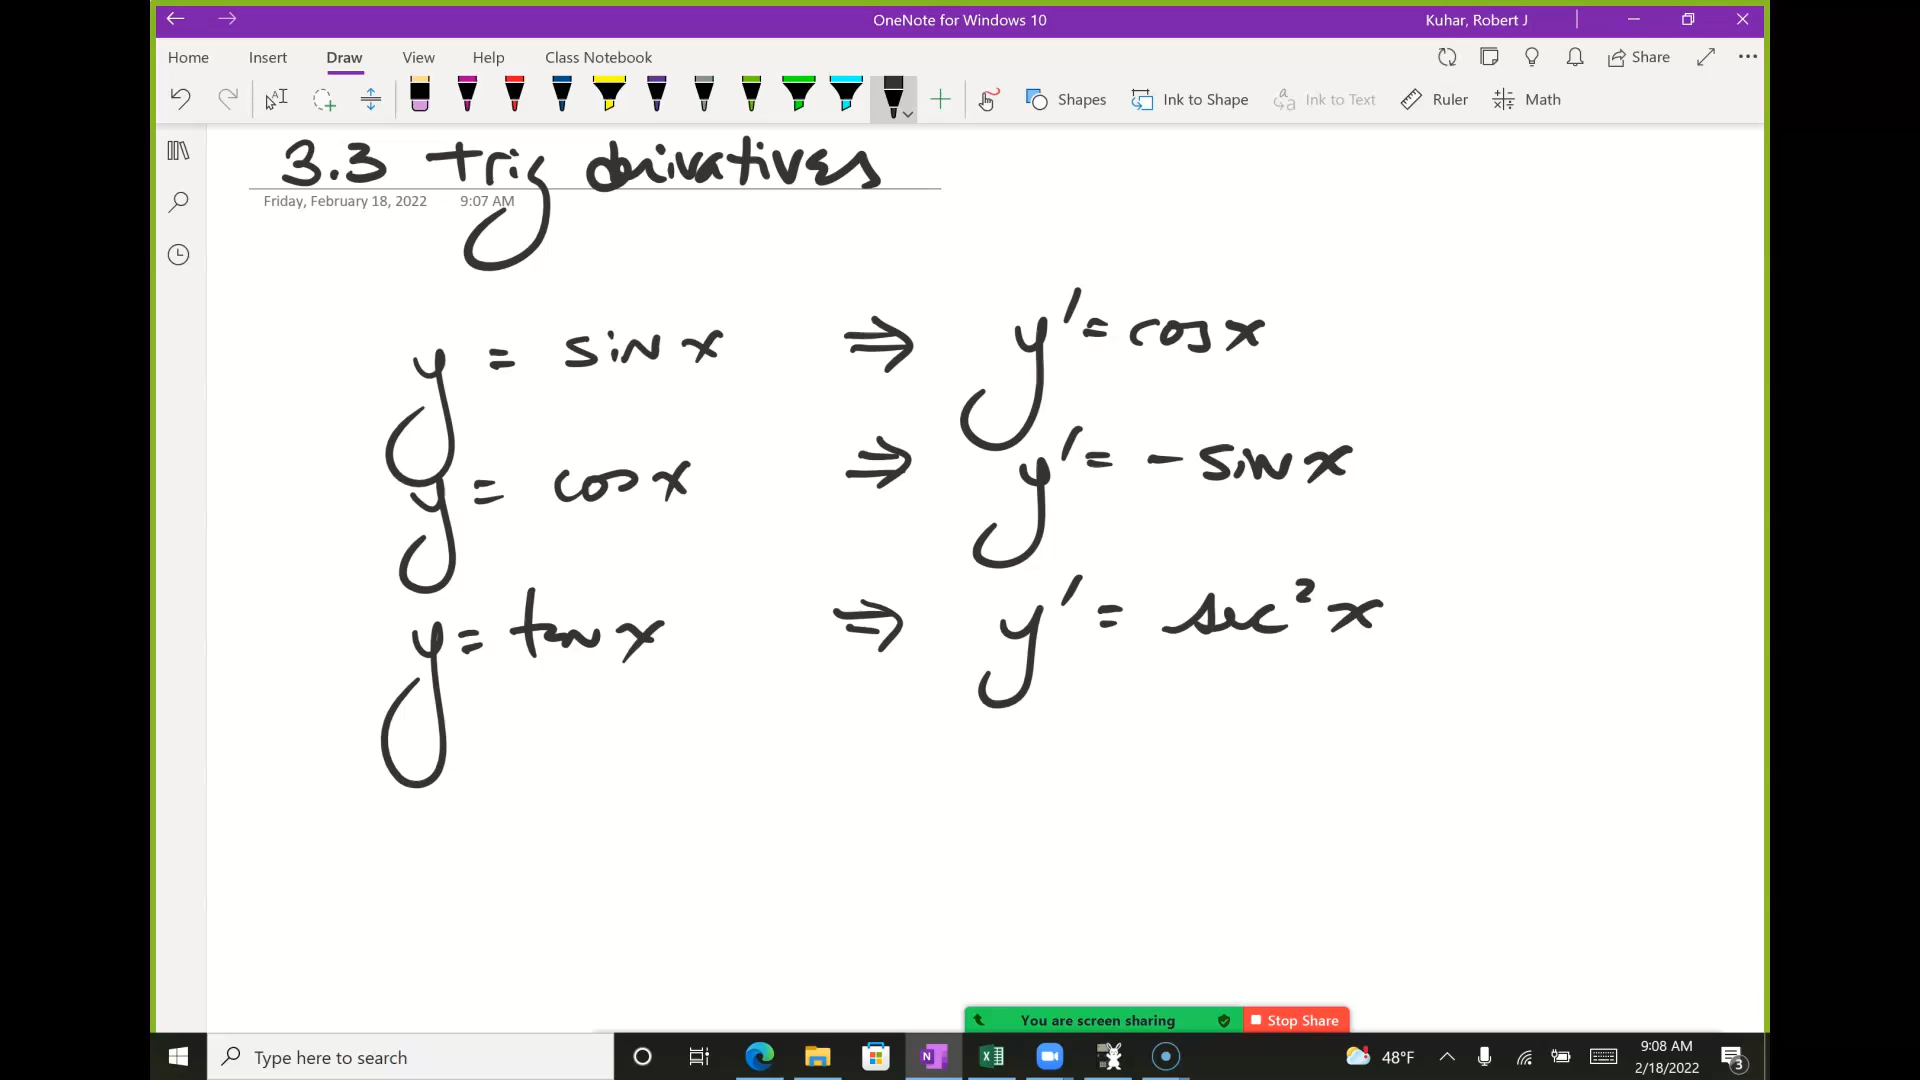 OneNote for Windows 10
Kuhar, Robert J
Home Insert Draw View Help Class Notebook
Share
Shapes Ink to Shape Ink to Text Ruler Math
3.3 trig derivatives
Friday, February 18, 2022 9:07 AM
y = sin x ⇒ y' = cos x
y = cos x ⇒ y' = - sin x
y = tan x ⇒ y' = sec² x
You are screen sharing Stop Share
Type here to search
48°F
9:08 AM
2/18/2022
3